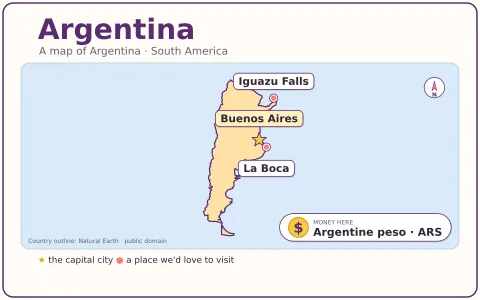 Argentina
A map of Argentina · South America
Iguazu Falls
N
Buenos Aires
La Boca
$
MONEY HERE
Argentine peso · ARS
Country outline: Natural Earth · public domain
★ the capital city ● a place we'd love to visit